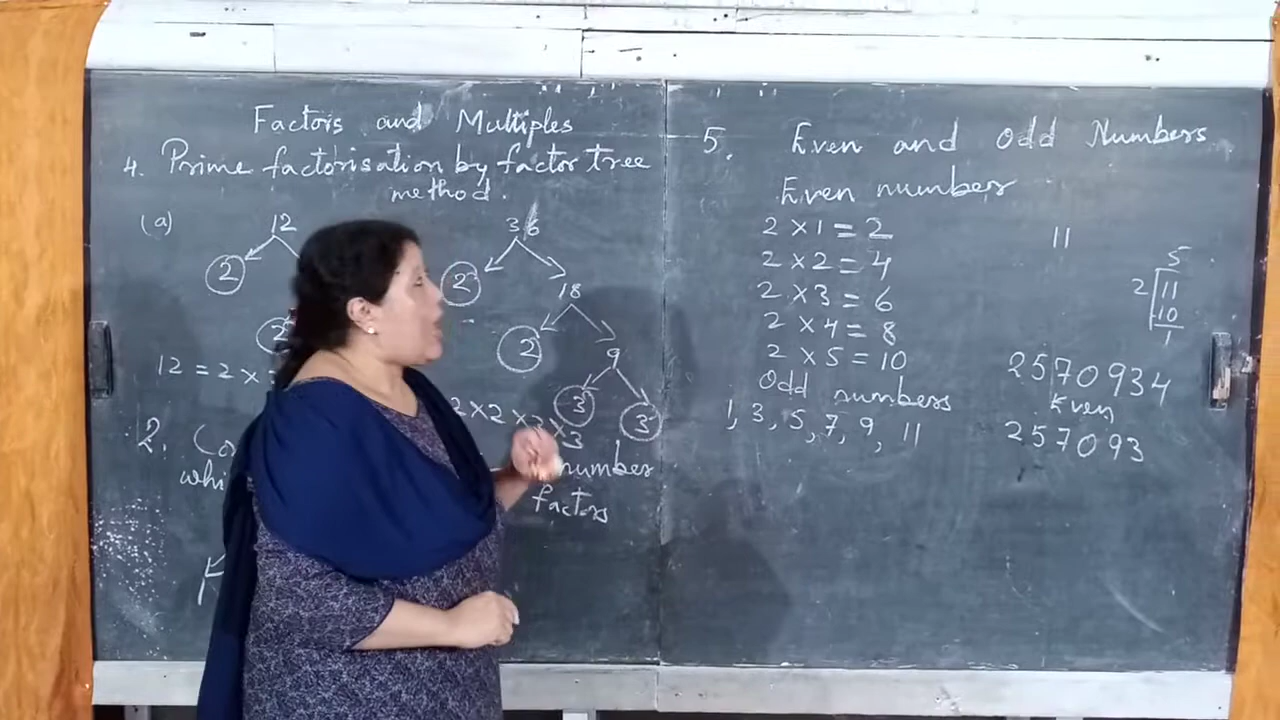 Factors and Multiples
4. Prime factorisation by factor tree
method.
(a) 12
2
2
12 = 2 ×
36
2 18
2 9
3 3
2 × 2 × 3 × 3
2.
number
factors
5. Even and Odd Numbers
Even number
2 × 1 = 2
2 × 2 = 4
2 × 3 = 6
2 × 4 = 8
2 × 5 = 10
Odd numbers
1, 3, 5, 7, 9, 11
11
5
2 11
10
1
2570934
Even
257093